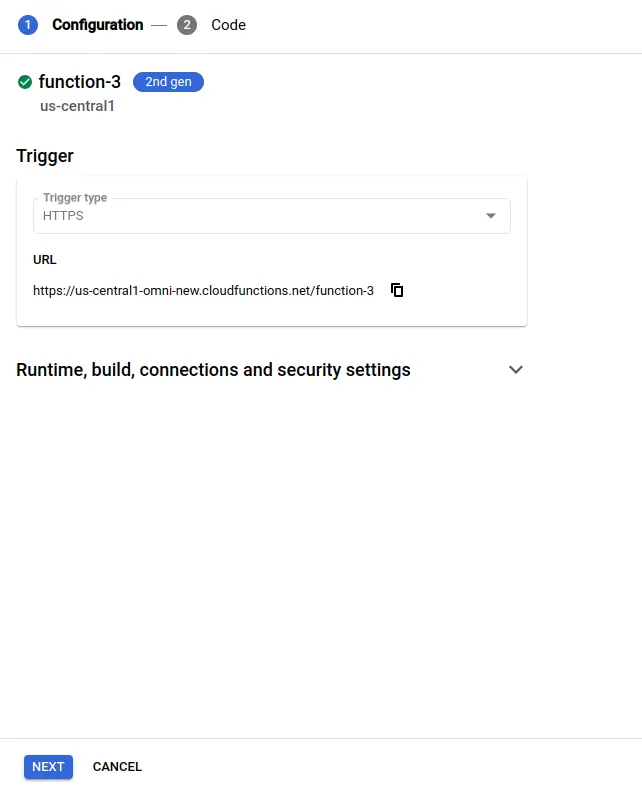 1 Configuration — 2 Code
function-3 2nd gen
us-central1
Trigger
Trigger type
HTTPS
URL
https://us-central1-omni-new.cloudfunctions.net/function-3
Runtime, build, connections and security settings
NEXT CANCEL